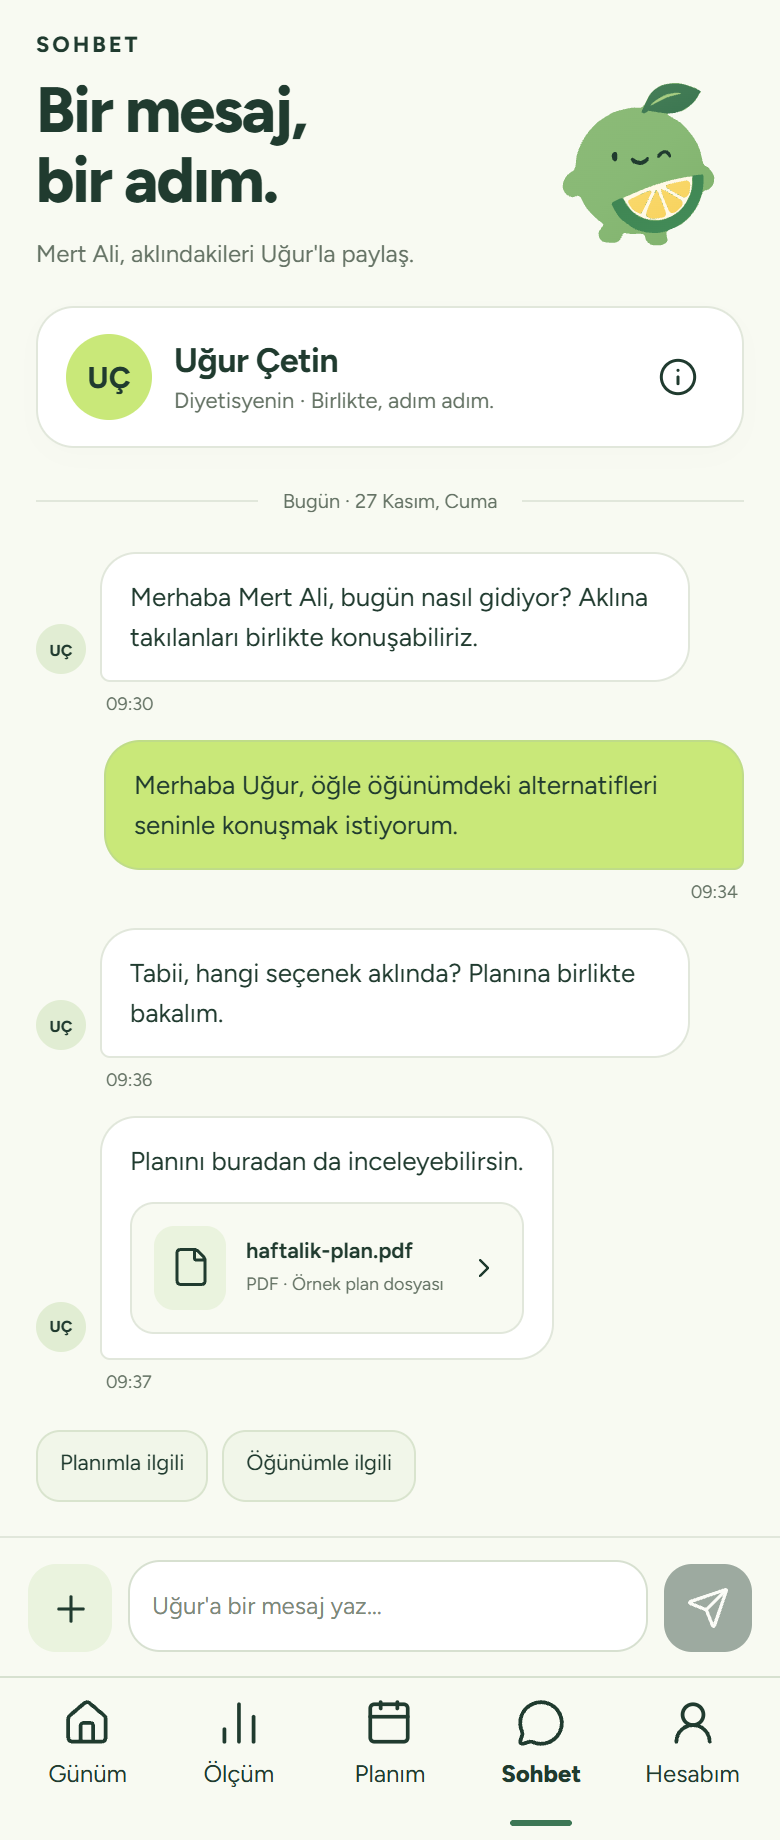 SOHBET
Bir mesaj,
bir adım.
Mert Ali, aklındakileri Uğur'la paylaş.
UÇ
Uğur Çetin
Diyetisyenin · Birlikte, adım adım.
Bugün · 27 Kasım, Cuma
Merhaba Mert Ali, bugün nasıl gidiyor? Aklına
takılanları birlikte konuşabiliriz.
UÇ
09:30
Merhaba Uğur, öğle öğünümdeki alternatifleri
seninle konuşmak istiyorum.
09:34
Tabii, hangi seçenek aklında? Planına birlikte
bakalım.
UÇ
09:36
Planını buradan da inceleyebilirsin.
haftalik-plan.pdf
PDF · Örnek plan dosyası
UÇ
09:37
Planımla ilgili
Öğünümle ilgili
Uğur'a bir mesaj yaz...
Günüm
Ölçüm
Planım
Sohbet
Hesabım